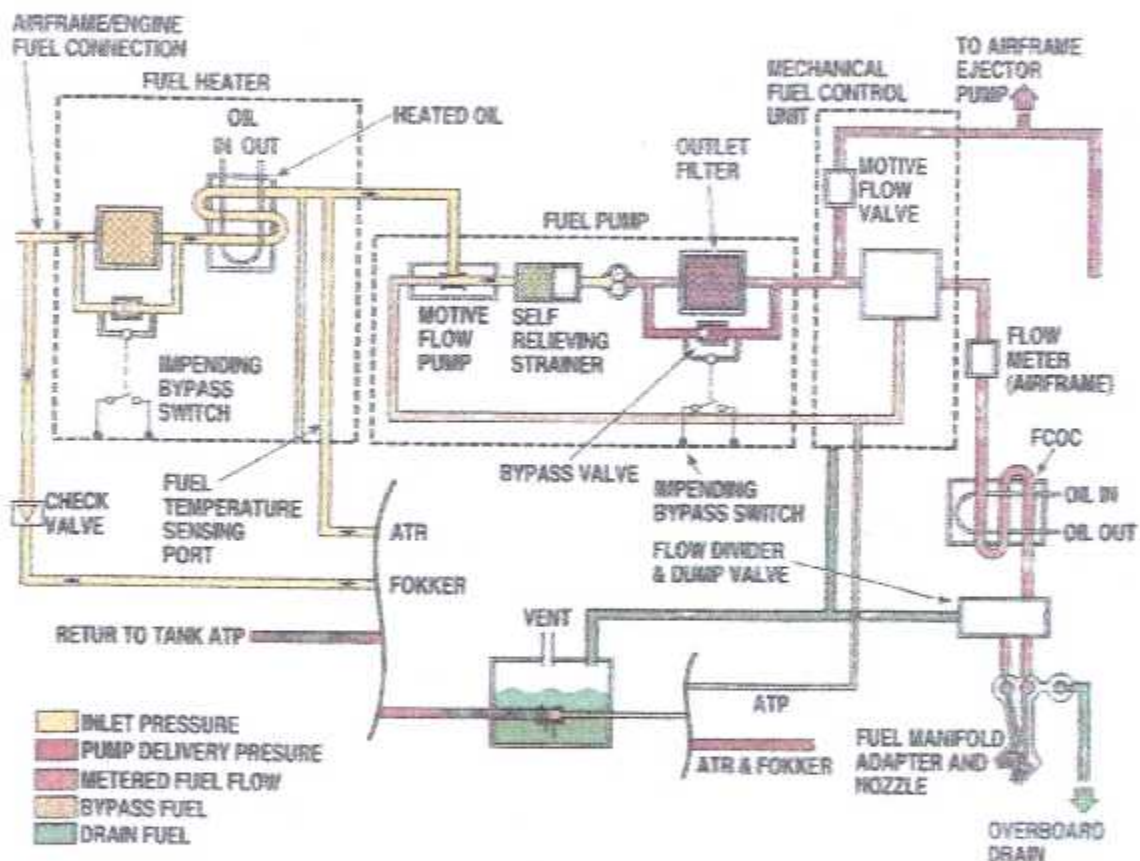 AIRFRAME/ENGINE
FUEL CONNECTION
FUEL HEATER
OIL
IN OUT
HEATED OIL
MECHANICAL
FUEL CONTROL
UNIT
TO AIRFRAME
EJECTOR
PUMP
OUTLET
FILTER
MOTIVE
FLOW
VALVE
FUEL PUMP
MOTIVE
FLOW
PUMP
SELF
RELIEVING
STRAINER
FLOW
METER
(AIRFRAME)
IMPENDING
BYPASS
SWITCH
FCOC
BYPASS VALVE
IMPENDING
BYPASS SWITCH
OIL IN
OIL OUT
CHECK
VALVE
FUEL
TEMPERATURE
SENSING
PORT
ATR
FLOW DIVIDER
& DUMP VALVE
FOKKER
RETUR TO TANK ATP
VENT
ATP
ATR & FOKKER
FUEL MANIFOLD
ADAPTER AND
NOZZLE
OVERBOARD
DRAIN
INLET PRESSURE
PUMP DELIVERY PRESURE
METERED FUEL FLOW
BYPASS FUEL
DRAIN FUEL